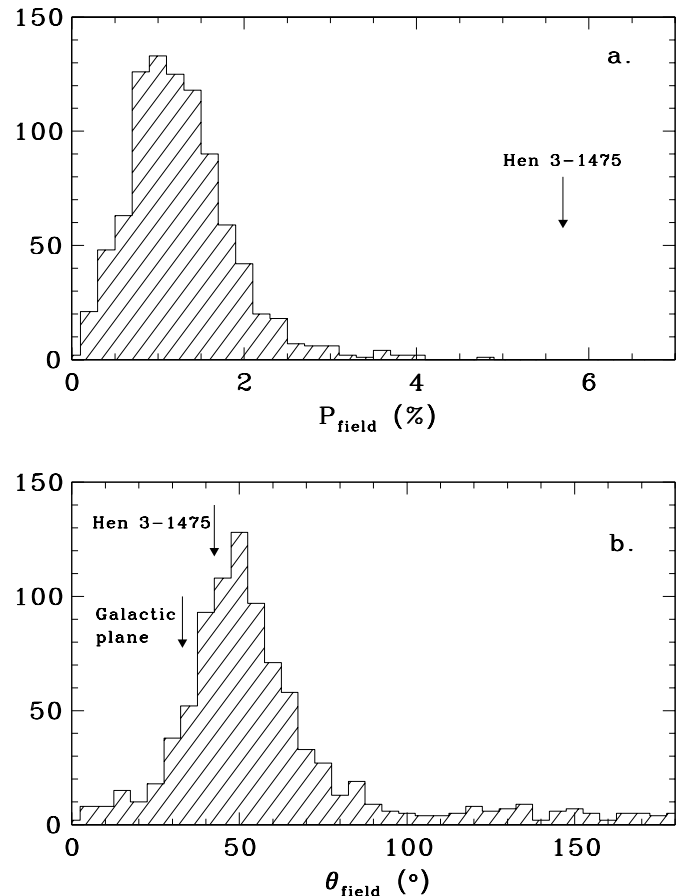 150
a.
100
Hen 3-1475
50
0
0 2 4 6
P_field (%)
150
Hen 3-1475
b.
100
Galactic
plane
50
0
0 50 100 150
θ_field (°)